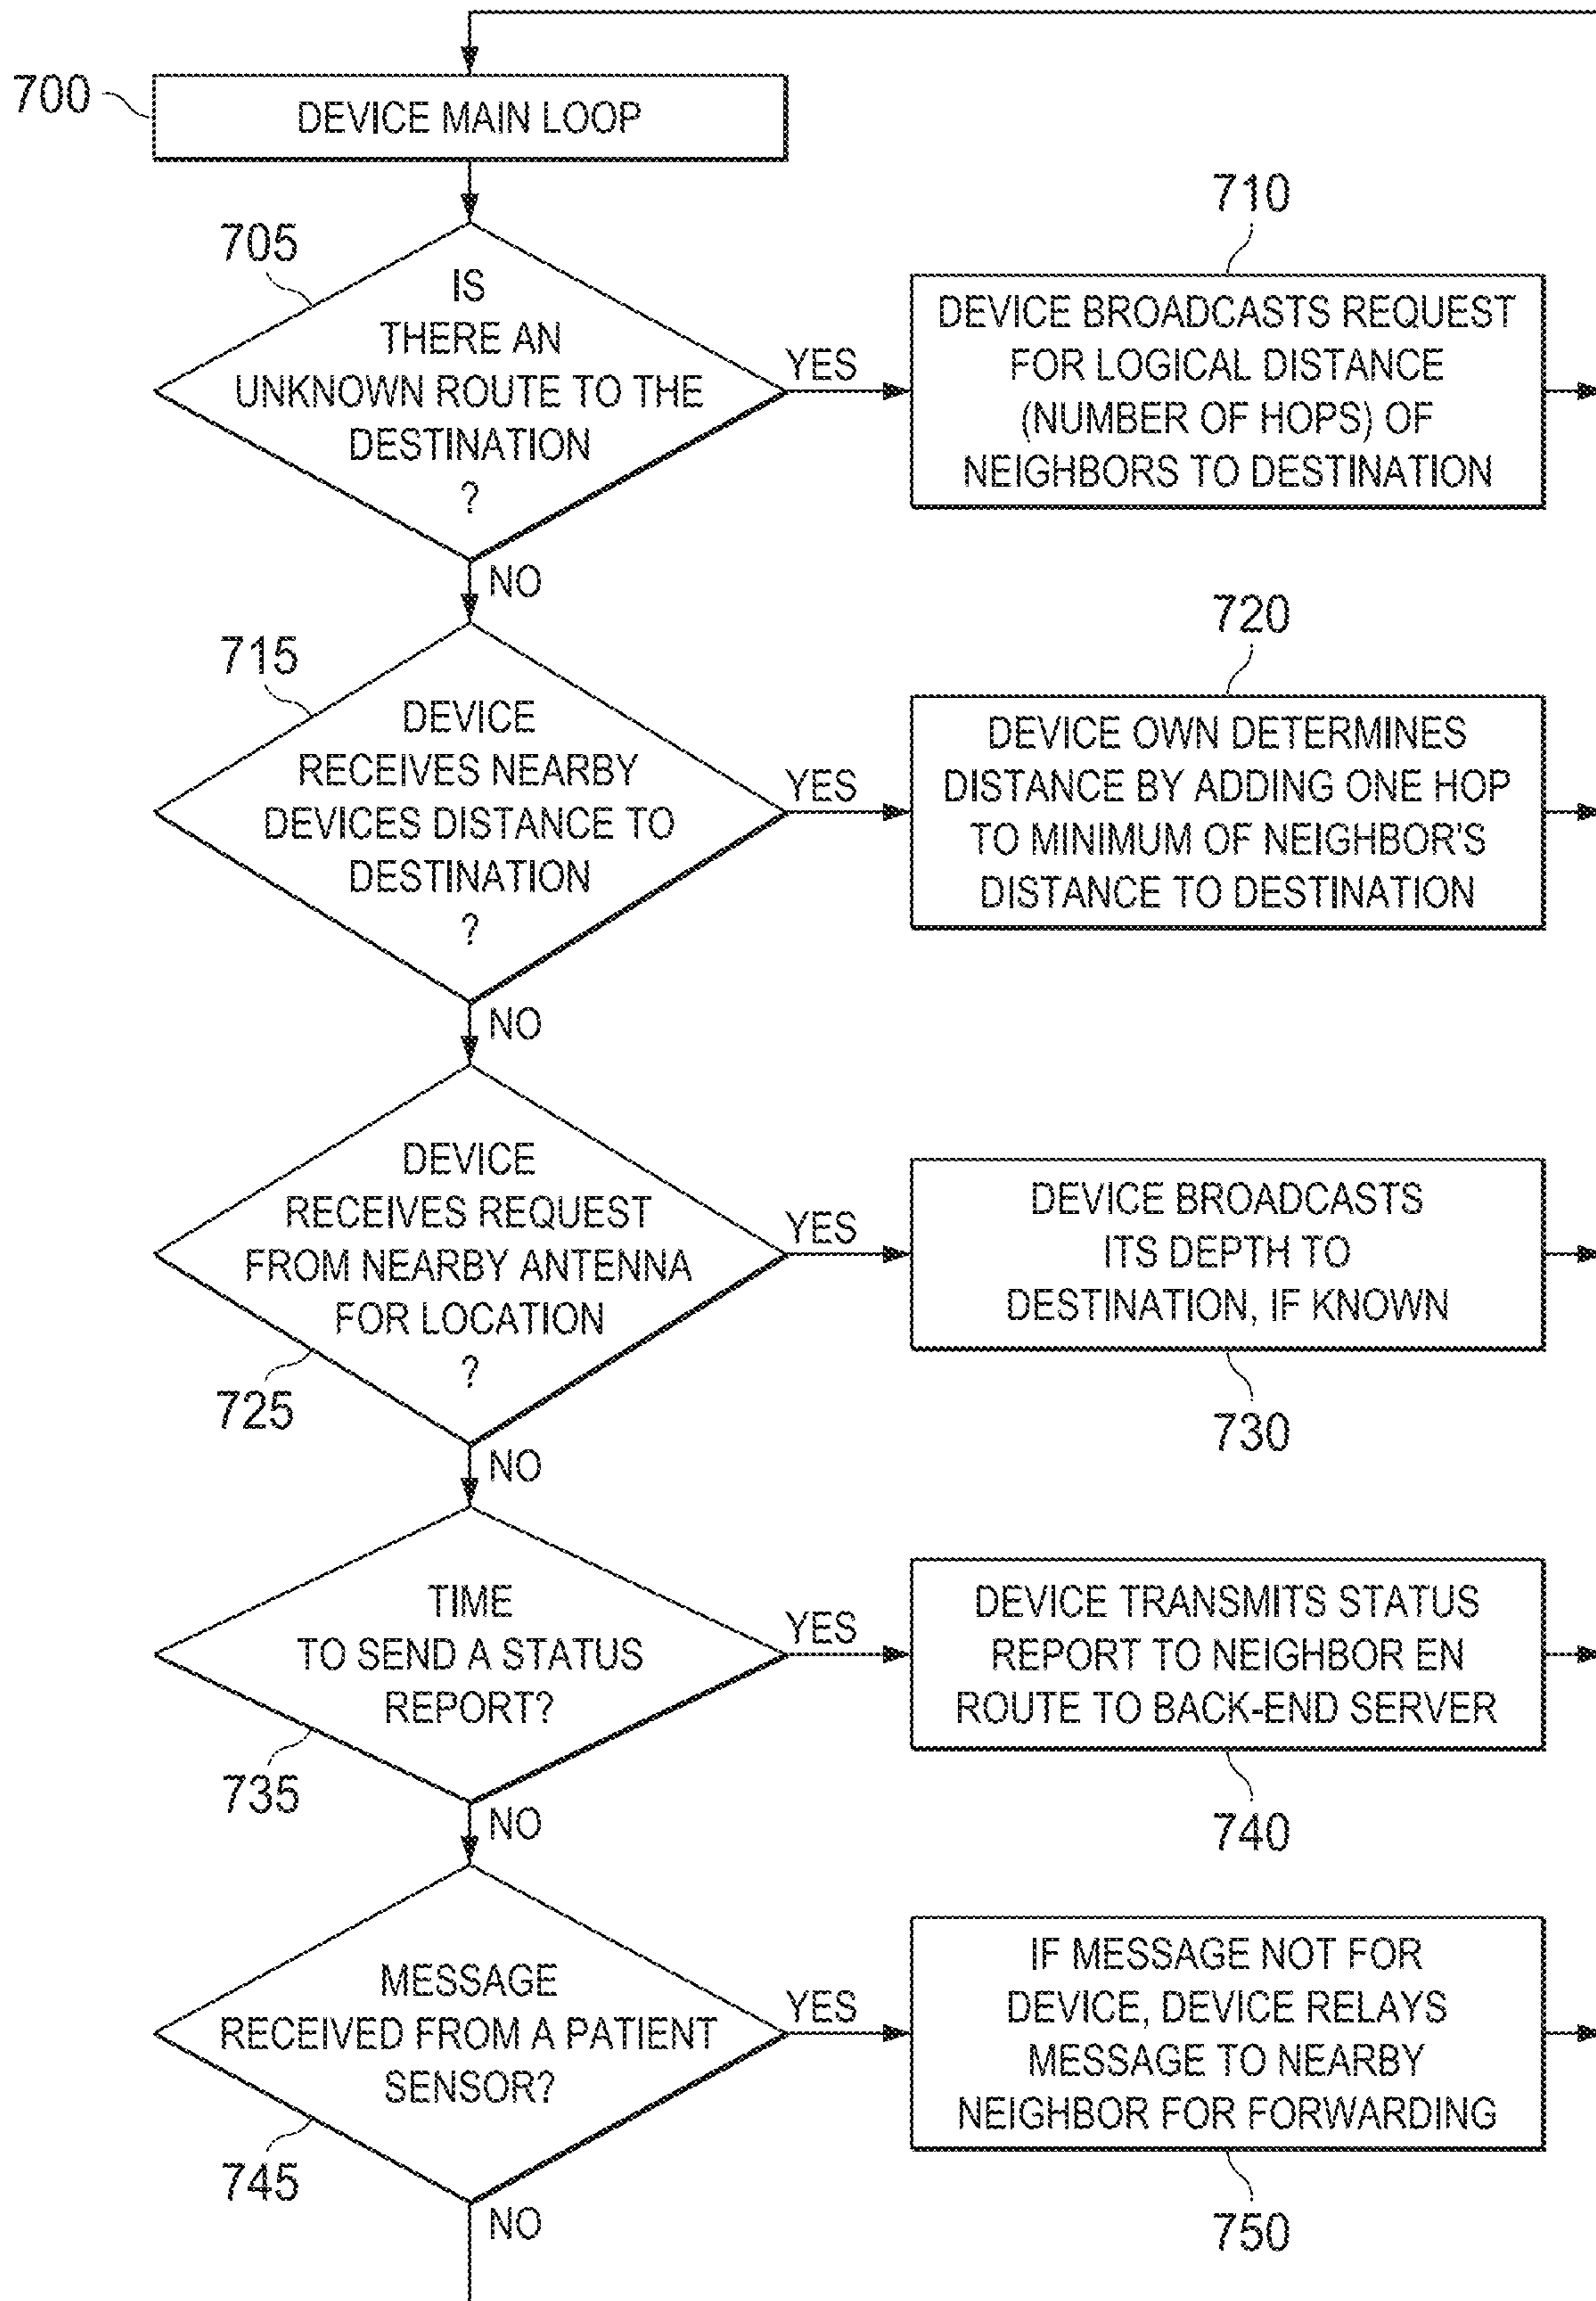 700
DEVICE MAIN LOOP
705
IS
THERE AN
UNKNOWN ROUTE TO THE
DESTINATION
?
YES
NO
710
DEVICE BROADCASTS REQUEST
FOR LOGICAL DISTANCE
(NUMBER OF HOPS) OF
NEIGHBORS TO DESTINATION
715
DEVICE
RECEIVES NEARBY
DEVICES DISTANCE TO
DESTINATION
?
YES
NO
720
DEVICE OWN DETERMINES
DISTANCE BY ADDING ONE HOP
TO MINIMUM OF NEIGHBOR'S
DISTANCE TO DESTINATION
DEVICE
RECEIVES REQUEST
FROM NEARBY ANTENNA
FOR LOCATION
?
725
YES
NO
DEVICE BROADCASTS
ITS DEPTH TO
DESTINATION, IF KNOWN
730
TIME
TO SEND A STATUS
REPORT?
735
YES
NO
DEVICE TRANSMITS STATUS
REPORT TO NEIGHBOR EN
ROUTE TO BACK-END SERVER
740
MESSAGE
RECEIVED FROM A PATIENT
SENSOR?
745
YES
NO
IF MESSAGE NOT FOR
DEVICE, DEVICE RELAYS
MESSAGE TO NEARBY
NEIGHBOR FOR FORWARDING
750